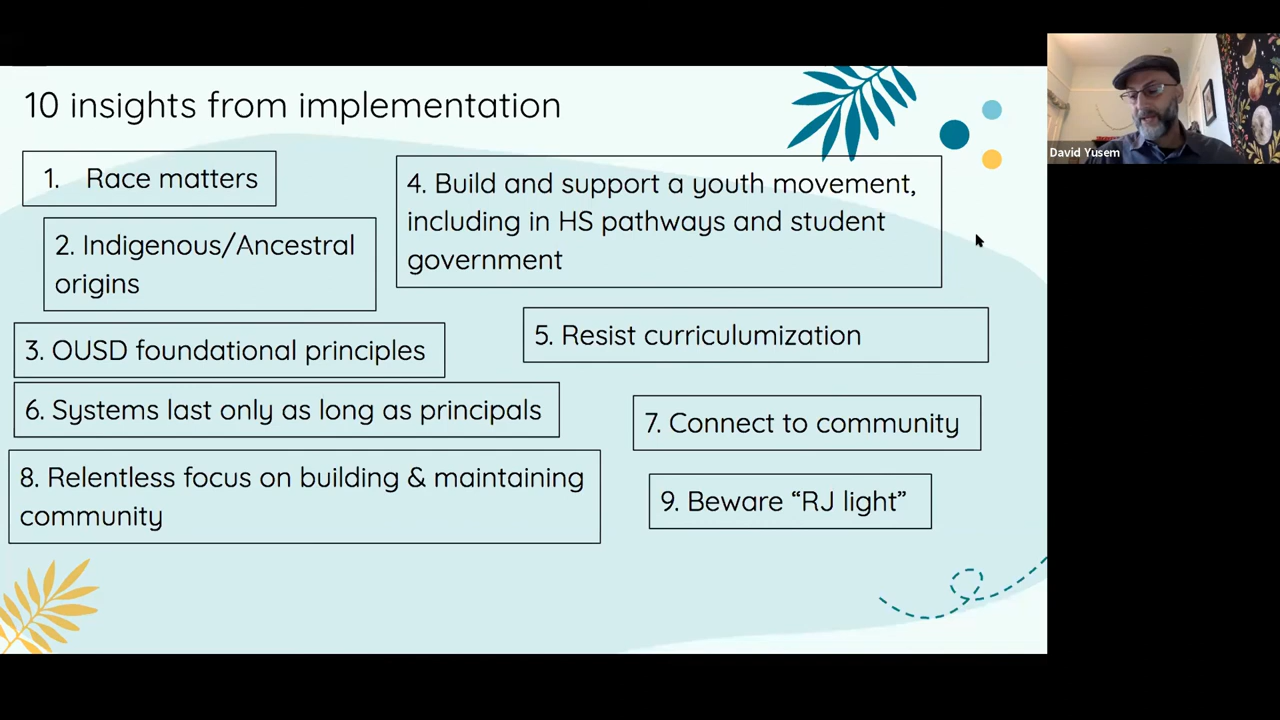 10 insights from implementation
1. Race matters
2. Indigenous/Ancestral
origins
3. OUSD foundational principles
4. Build and support a youth movement,
including in HS pathways and student
government
5. Resist curriculumization
6. Systems last only as long as principals
7. Connect to community
8. Relentless focus on building & maintaining
community
9. Beware “RJ light”
David Yusem